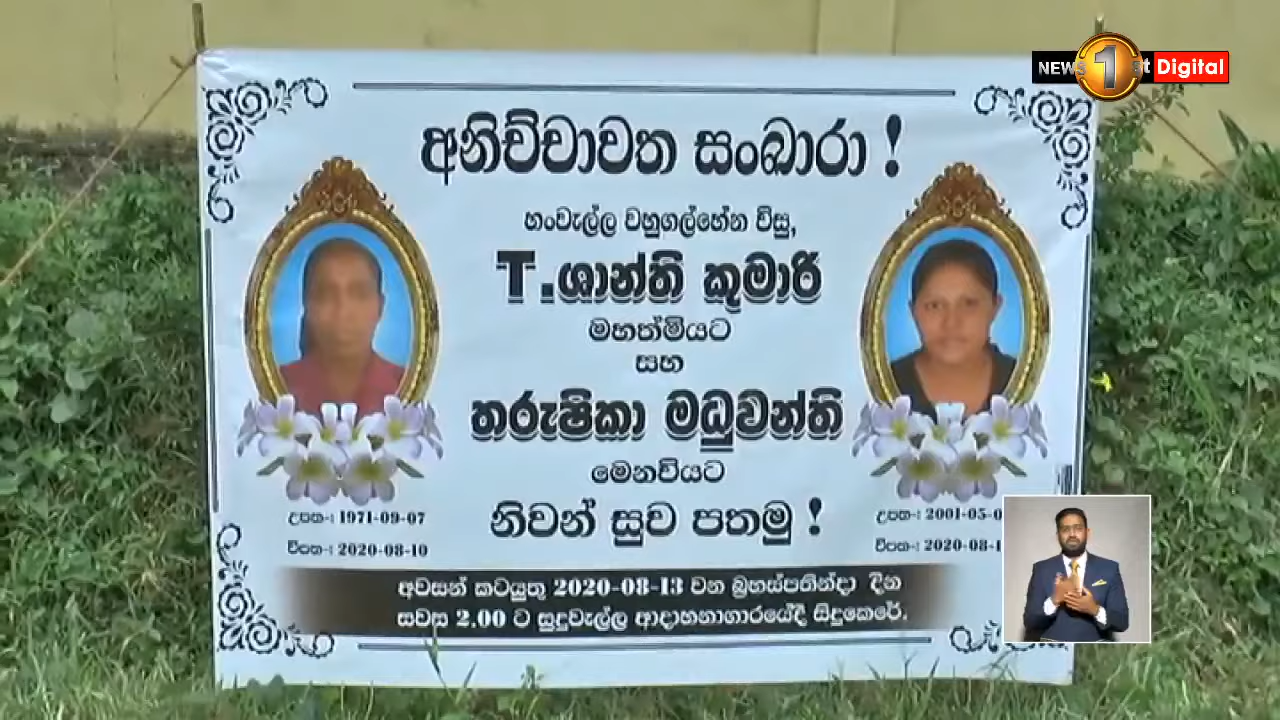 NEWS 1st Digital
අනිච්චාවත සංඛාරා !
හංවැල්ල වහුගල්හේන විසු,
T.ශාන්ති කුමාරි
මහත්මියට
සහ
තරුෂිකා මධුවන්ති
මෙනවියට
නිවන් සුව පතමු !
උපත-: 1971-09-07
විපත-: 2020-08-10
උපත-: 2001-05-0
විපත-: 2020-08-1
අවසන් කටයුතු 2020-08-13 වන බ්‍රහස්පතින්දා දින
සවස 2.00 ට සුදුවැල්ල ආදාහනාගාරයේදී සිදුකෙරේ.